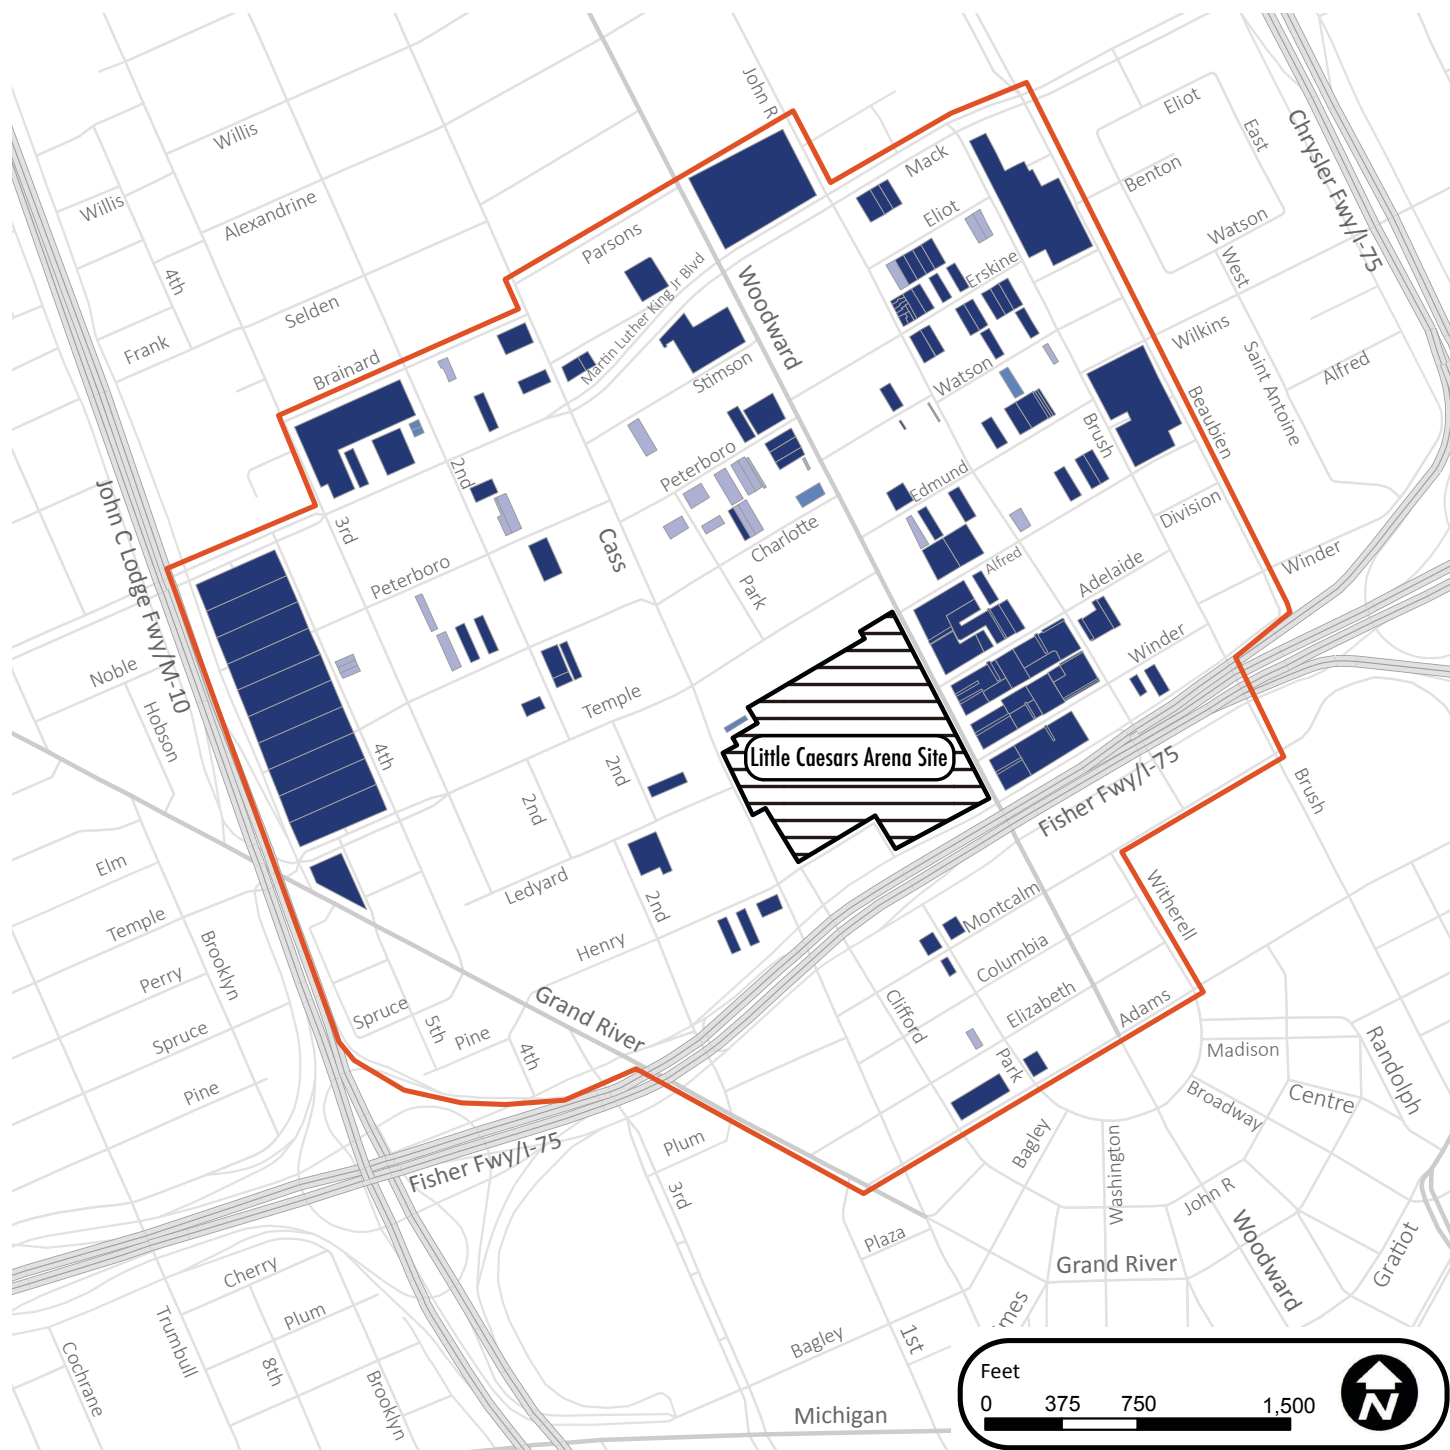 John R
Eliot
East
Chrysler Fwy/I-75
Willis
Mack
Benton
Willis
Alexandrine
Eliot
Watson
Parsons
4th
Selden
Martin Luther King Jr Blvd
Woodward
Erskine
West
Frank
Brainard
Stimson
Watson
Wilkins
Saint Antoine
Alfred
Beaubien
Brush
2nd
Peterboro
Edmund
John C Lodge Fwy/M-10
3rd
Cass
Charlotte
Division
Peterboro
Park
Alfred
Adelaide
Winder
Noble
Hobson
Temple
Winder
4th
2nd
Little Caesars Arena Site
2nd
Fisher Fwy/I-75
Brush
Elm
Ledyard
2nd
Montcalm
Witherell
Temple
Henry
Columbia
Brooklyn
Perry
Grand River
Clifford
Elizabeth
Adams
Spruce
5th
Pine
4th
Spruce
Park
Madison
Randolph
Pine
Broadway
Centre
Fisher Fwy/I-75
Plum
Bagley
Washington
3rd
John R
Plaza
Woodward
Gratiot
Cherry
Grand River
Plum
Trumbull
mes
Bagley
1st
Cochrane
8th
Brooklyn
Michigan
Feet
0 375 750 1,500
N